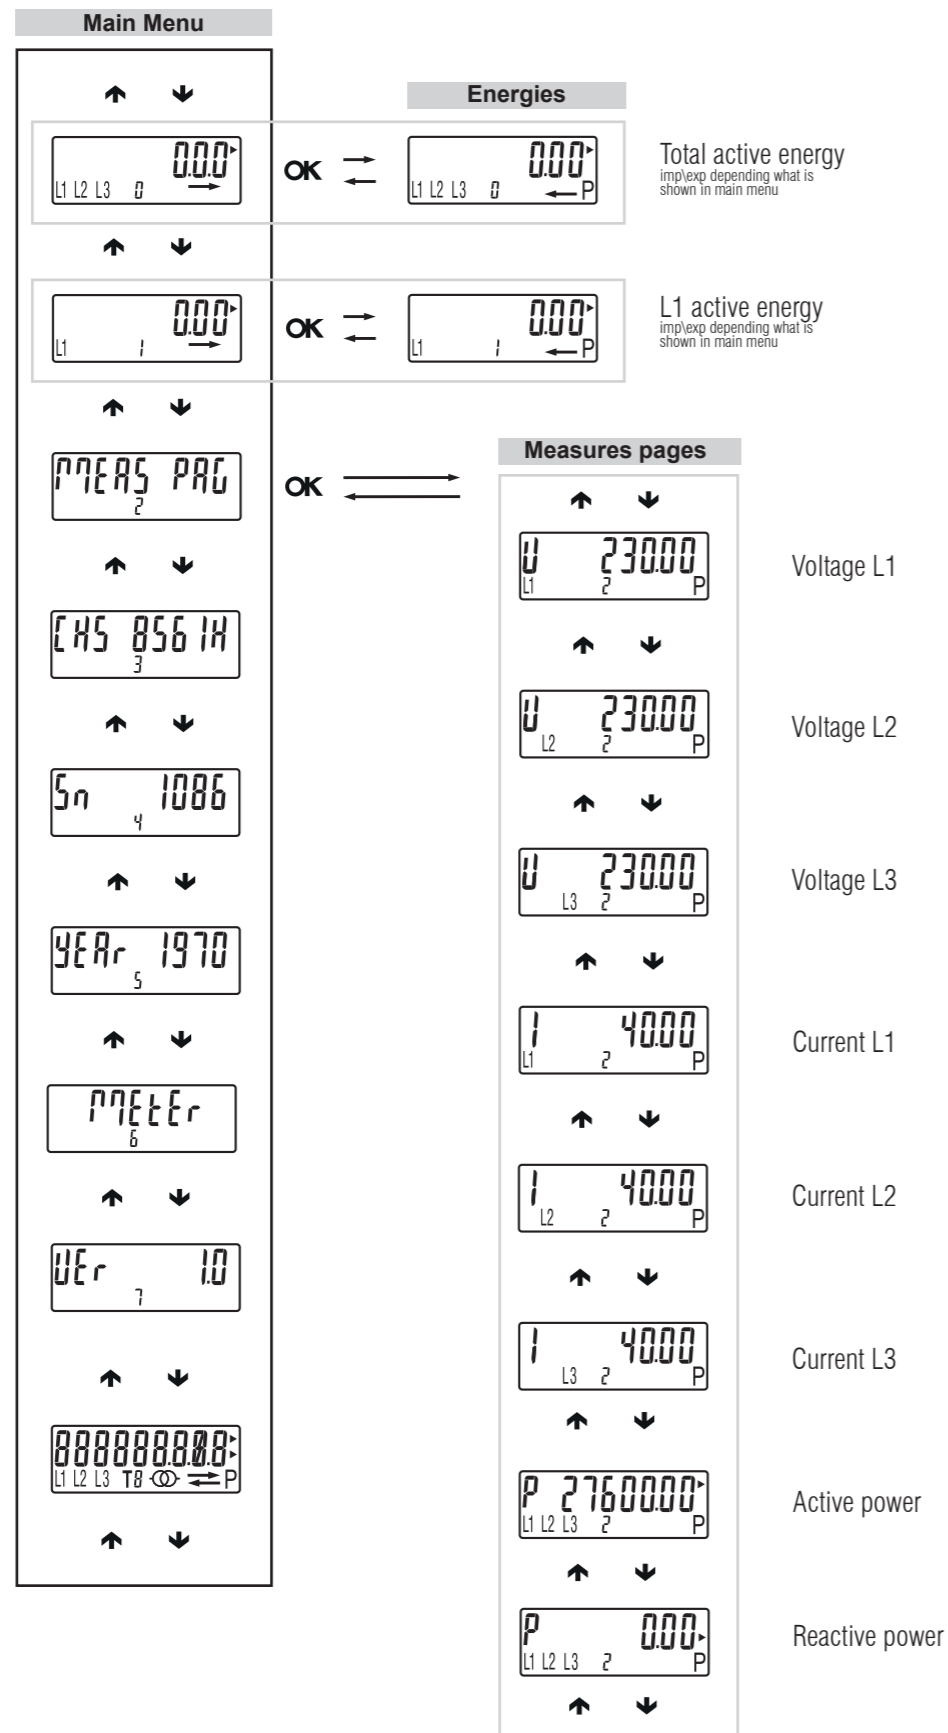 Main Menu
Energies
0.0.0
L1 L2 L3 0
OK
0.00
L1 L2 L3 0 P
Total active energy
imp\exp depending what is
shown in main menu
0.00
L1 1
OK
0.00
L1 1 P
L1 active energy
imp\exp depending what is
shown in main menu
MEAS PAG
2
OK
Measures pages
U 230.00
L1 2 P
Voltage L1
CHS 8561H
3
U 230.00
L2 2 P
Voltage L2
Sn 1086
4
U 230.00
L3 2 P
Voltage L3
YEAr 1970
5
I 40.00
L1 2 P
Current L1
MEtEr
6
I 40.00
L2 2 P
Current L2
VEr 1.0
7
I 40.00
L3 2 P
Current L3
888888.8.8.8
L1 L2 L3 T8 P
P 27600.00
L1 L2 L3 2 P
Active power
P 0.00
L1 L2 L3 2 P
Reactive power